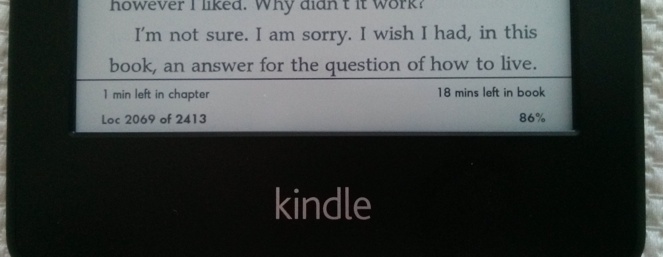 however I liked. Why didn't it work?
I'm not sure. I am sorry. I wish I had, in this
book, an answer for the question of how to live.
1 min left in chapter 18 mins left in book
Loc 2069 of 2413 86%
kindle